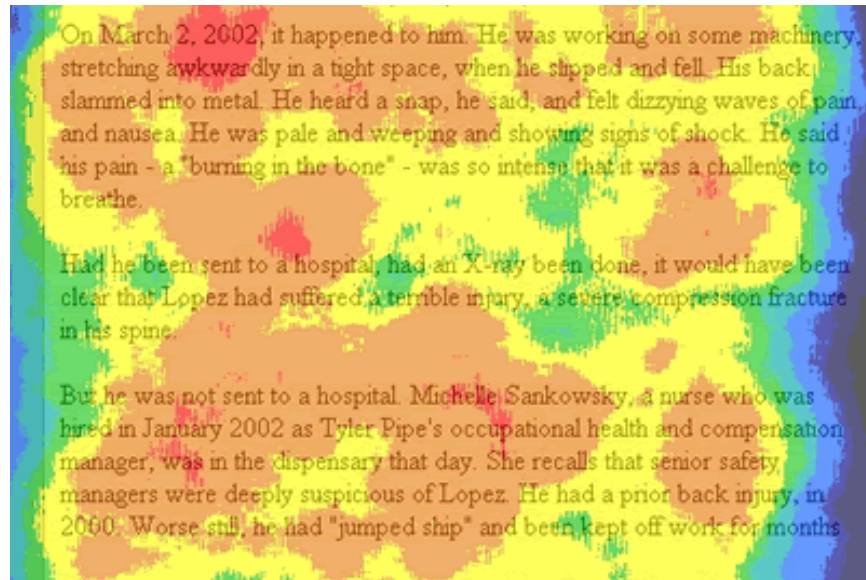 On March 2, 2002, it happened to him. He was working on some machinery,
stretching awkwardly in a tight space, when he slipped and fell. His back
slammed into metal. He heard a snap, he said, and felt dizzying waves of pain
and nausea. He was pale and weeping and showing signs of shock. He said
his pain - a "burning in the bone" - was so intense that it was a challenge to
breathe.
Had he been sent to a hospital, had an X-ray been done, it would have been
clear that Lopez had suffered a terrible injury, a severe compression fracture
in his spine.
But he was not sent to a hospital. Michelle Sankowsky, a nurse who was
hired in January 2002 as Tyler Pipe's occupational health and compensation
manager, was in the dispensary that day. She recalls that senior safety
managers were deeply suspicious of Lopez. He had a prior back injury, in
2000. Worse still, he had "jumped ship" and been kept off work for months